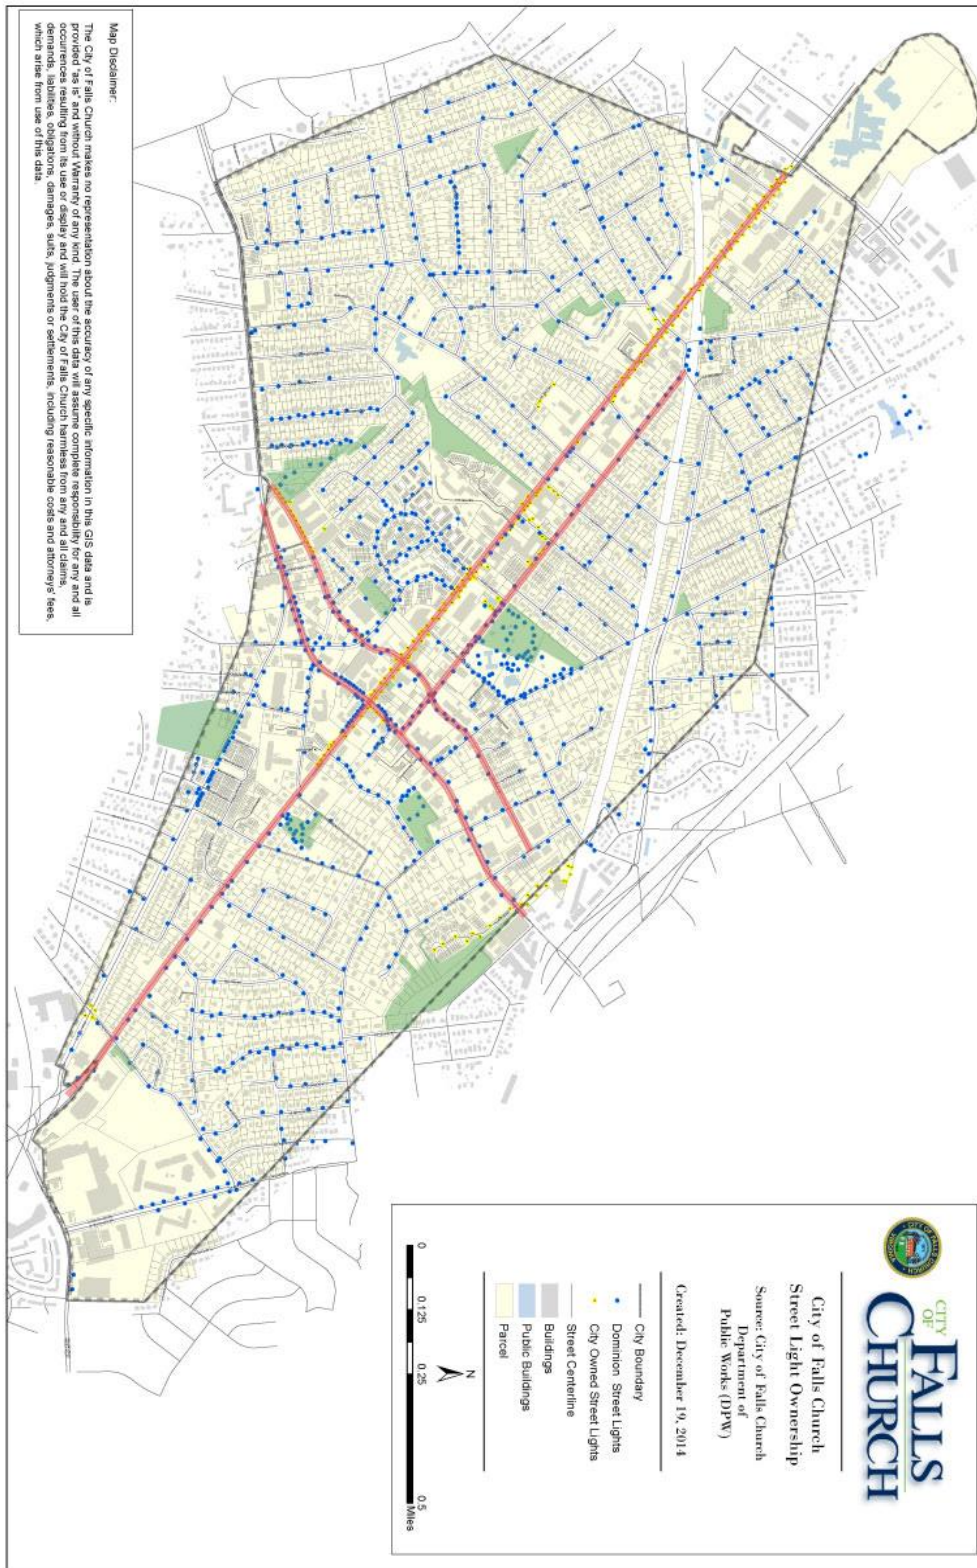 CITY
OF
FALLS
CHURCH
CITY OF FALLS CHURCH
VIRGINIA
City of Falls Church
Street Light Ownership
Source: City of Falls Church
Department of
Public Works (DPW)
Created: December 19, 2014
City Boundary
Dominion Street Lights
City Owned Street Lights
Street Centerline
Buildings
Public Buildings
Parcel
N
0
0.125
0.25
0.5
Miles
Map Disclaimer:
The City of Falls Church makes no representation about the accuracy of any specific information in this GIS data and is
provided "as is" and without Warranty of any kind. The user of this data will assume complete responsibility for any and all
occurrences resulting from its use or display and will hold the City of Falls Church harmless from any and all claims,
demands, liabilities, obligations, damages, suits, judgments or settlements, including reasonable costs and attorneys' fees,
which arise from use of this data.